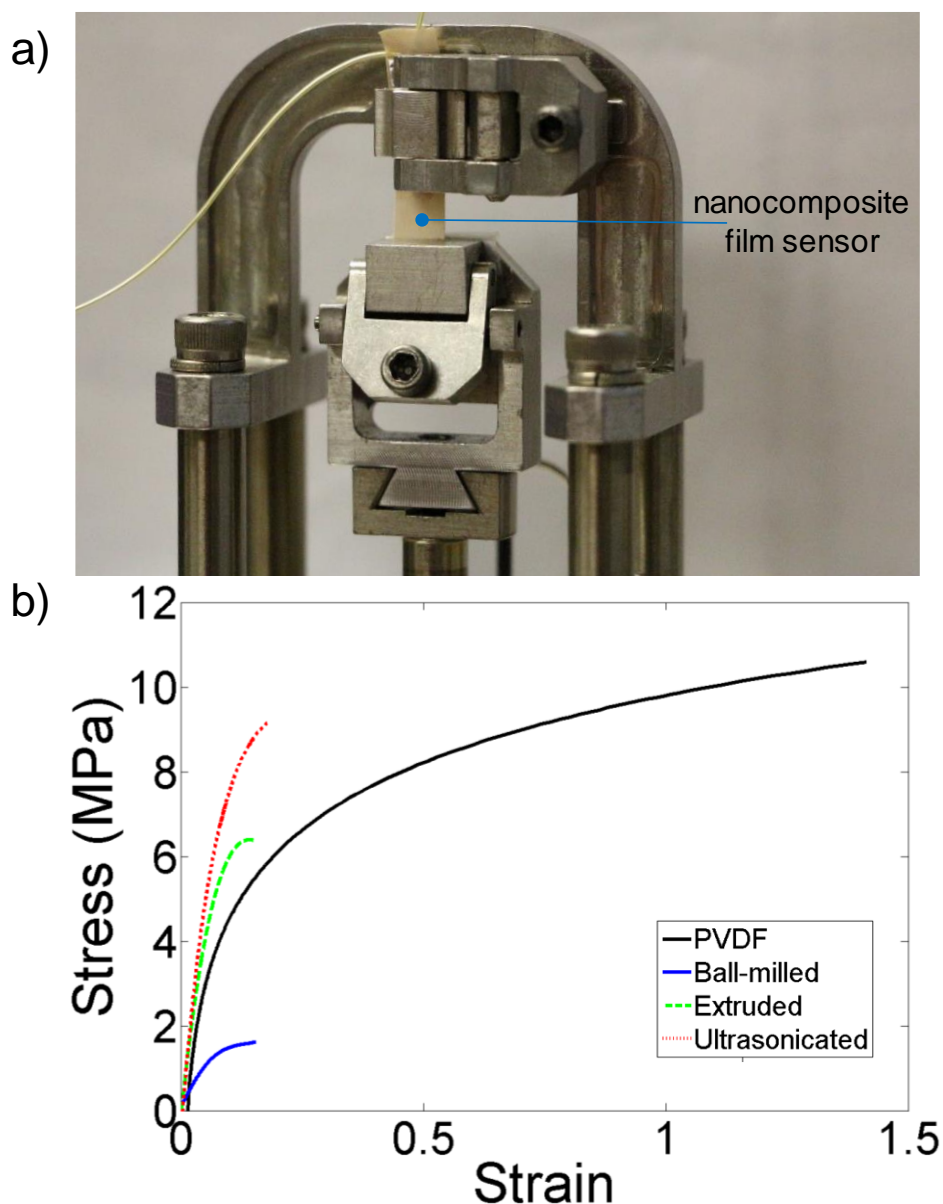 a)
nanocomposite
film sensor
b)
12
10
8
6
4
2
0
Stress (MPa)
PVDF
Ball-milled
Extruded
Ultrasonicated
0
0.5
1
1.5
Strain